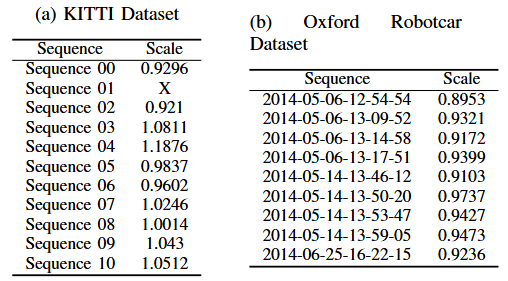 (a) KITTI Dataset
Sequence Scale
Sequence 00 0.9296
Sequence 01 X
Sequence 02 0.921
Sequence 03 1.0811
Sequence 04 1.1876
Sequence 05 0.9837
Sequence 06 0.9602
Sequence 07 1.0246
Sequence 08 1.0014
Sequence 09 1.043
Sequence 10 1.0512
(b) Oxford Robotcar
Dataset
Sequence Scale
2014-05-06-12-54-54 0.8953
2014-05-06-13-09-52 0.9321
2014-05-06-13-14-58 0.9172
2014-05-06-13-17-51 0.9399
2014-05-14-13-46-12 0.9103
2014-05-14-13-50-20 0.9737
2014-05-14-13-53-47 0.9427
2014-05-14-13-59-05 0.9473
2014-06-25-16-22-15 0.9236